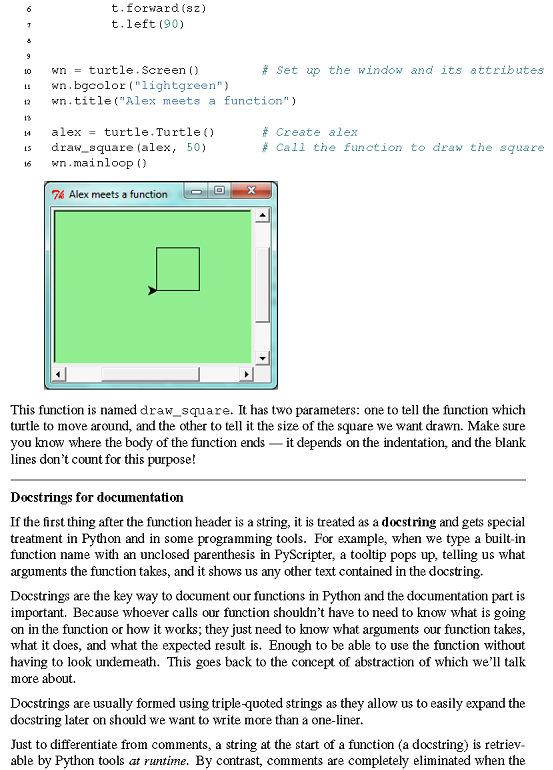 6 t.forward(sz)
7 t.left(90)
8
9
10 wn = turtle.Screen() # Set up the window and its attributes
11 wn.bgcolor("lightgreen")
12 wn.title("Alex meets a function")
13
14 alex = turtle.Turtle() # Create alex
15 draw_square(alex, 50) # Call the function to draw the square
16 wn.mainloop()
Alex meets a function
This function is named draw_square. It has two parameters: one to tell the function which
turtle to move around, and the other to tell it the size of the square we want drawn. Make sure
you know where the body of the function ends — it depends on the indentation, and the blank
lines don't count for this purpose!
Docstrings for documentation
If the first thing after the function header is a string, it is treated as a docstring and gets special
treatment in Python and in some programming tools. For example, when we type a built-in
function name with an unclosed parenthesis in PyScripter, a tooltip pops up, telling us what
arguments the function takes, and it shows us any other text contained in the docstring.
Docstrings are the key way to document our functions in Python and the documentation part is
important. Because whoever calls our function shouldn't have to need to know what is going
on in the function or how it works; they just need to know what arguments our function takes,
what it does, and what the expected result is. Enough to be able to use the function without
having to look underneath. This goes back to the concept of abstraction of which we'll talk
more about.
Docstrings are usually formed using triple-quoted strings as they allow us to easily expand the
docstring later on should we want to write more than a one-liner.
Just to differentiate from comments, a string at the start of a function (a docstring) is retriev-
able by Python tools at runtime. By contrast, comments are completely eliminated when the